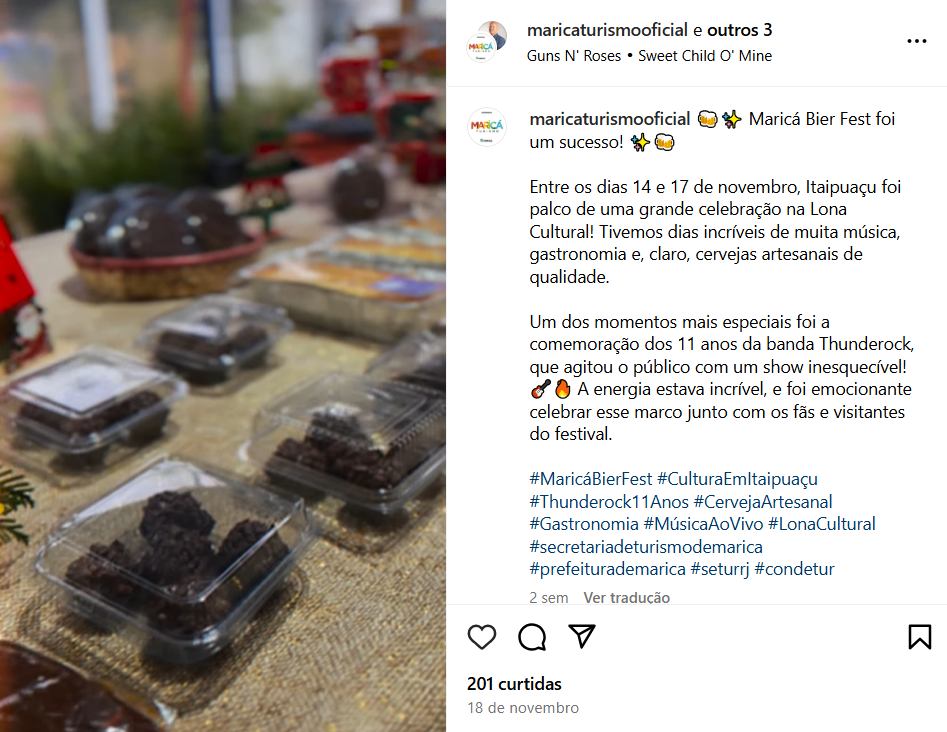 maricaturismooficial e outros 3
Guns N' Roses • Sweet Child O' Mine
MARICÁ
TURISMO
maricaturismooficial 🍻✨ Maricá Bier Fest foi
um sucesso! ✨🍻
Entre os dias 14 e 17 de novembro, Itaipuaçu foi
palco de uma grande celebração na Lona
Cultural! Tivemos dias incríveis de muita música,
gastronomia e, claro, cervejas artesanais de
qualidade.
Um dos momentos mais especiais foi a
comemoração dos 11 anos da banda Thunderock,
que agitou o público com um show inesquecível!
🎸🔥 A energia estava incrível, e foi emocionante
celebrar esse marco junto com os fãs e visitantes
do festival.
#MaricáBierFest #CulturaEmItaipuaçu
#Thunderock11Anos #CervejaArtesanal
#Gastronomia #MúsicaAoVivo #LonaCultural
#secretariadeturismodemarica
#prefeiturademarica #seturrj #condetur
2 sem Ver tradução
201 curtidas
18 de novembro